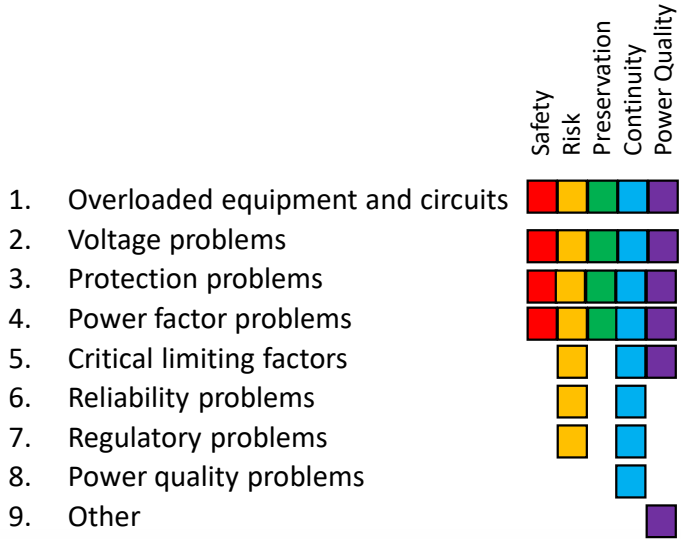 Safety
Risk
Preservation
Continuity
Power Quality
1. Overloaded equipment and circuits
2. Voltage problems
3. Protection problems
4. Power factor problems
5. Critical limiting factors
6. Reliability problems
7. Regulatory problems
8. Power quality problems
9. Other